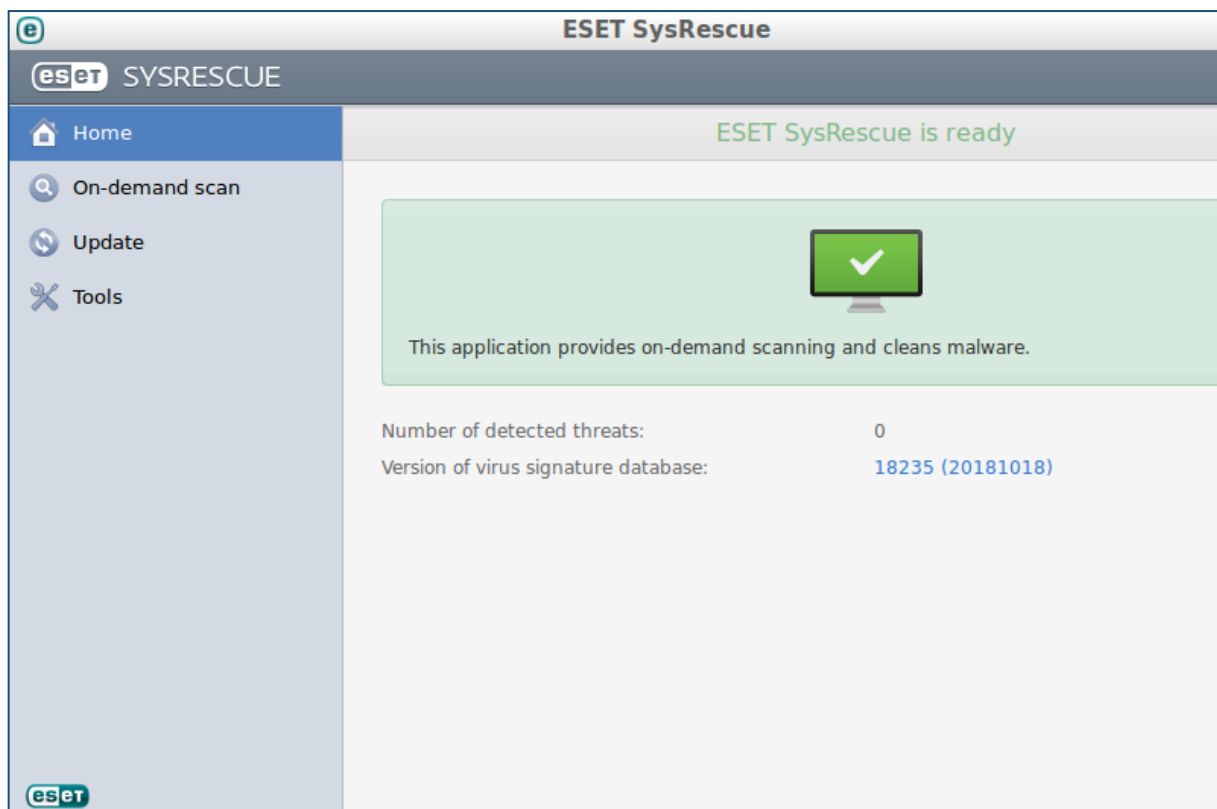 e
ESET SysRescue
eset SYSRESCUE
Home
ESET SysRescue is ready
On-demand scan
Update
Tools
This application provides on-demand scanning and cleans malware.
Number of detected threats: 0
Version of virus signature database: 18235 (20181018)
eset